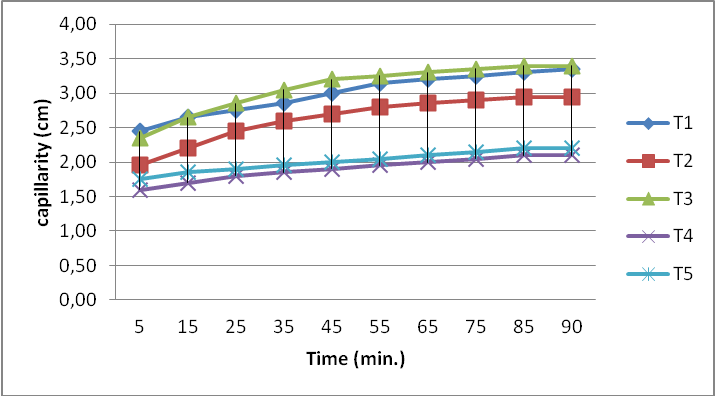 4,00
3,50
3,00
2,50
2,00
1,50
1,00
0,50
0,00
capillarity (cm)
5 15 25 35 45 55 65 75 85 90
Time (min.)
T1
T2
T3
T4
T5